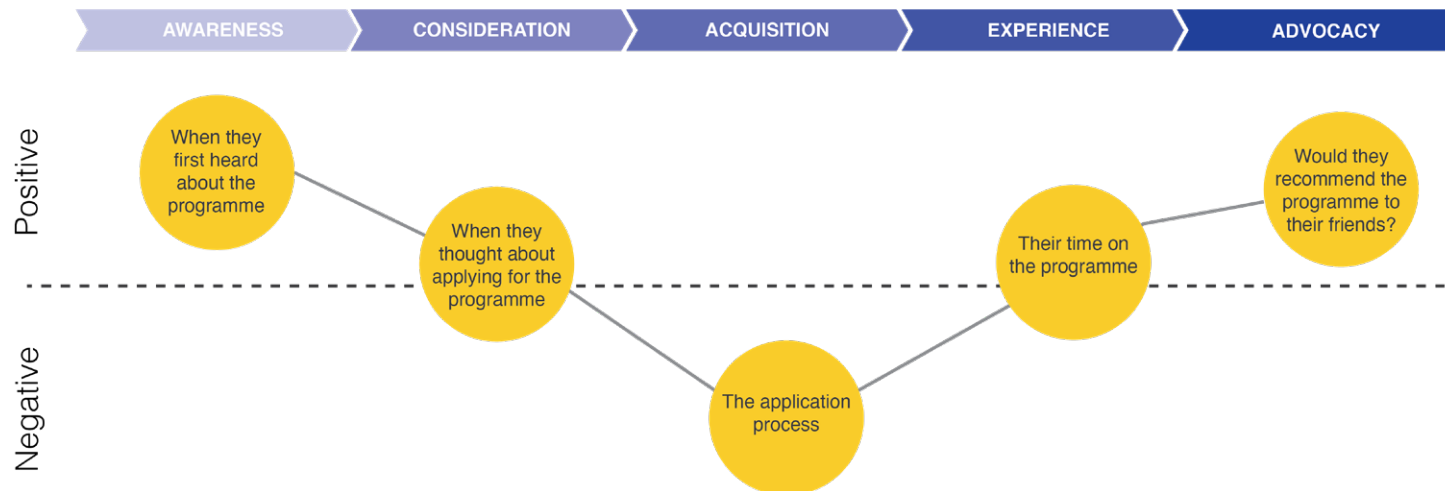 AWARENESS
CONSIDERATION
ACQUISITION
EXPERIENCE
ADVOCACY
Positive
Negative
When they
first heard
about the
programme
When they
thought about
applying for the
programme
The application
process
Their time on
the programme
Would they
recommend the
programme to
their friends?